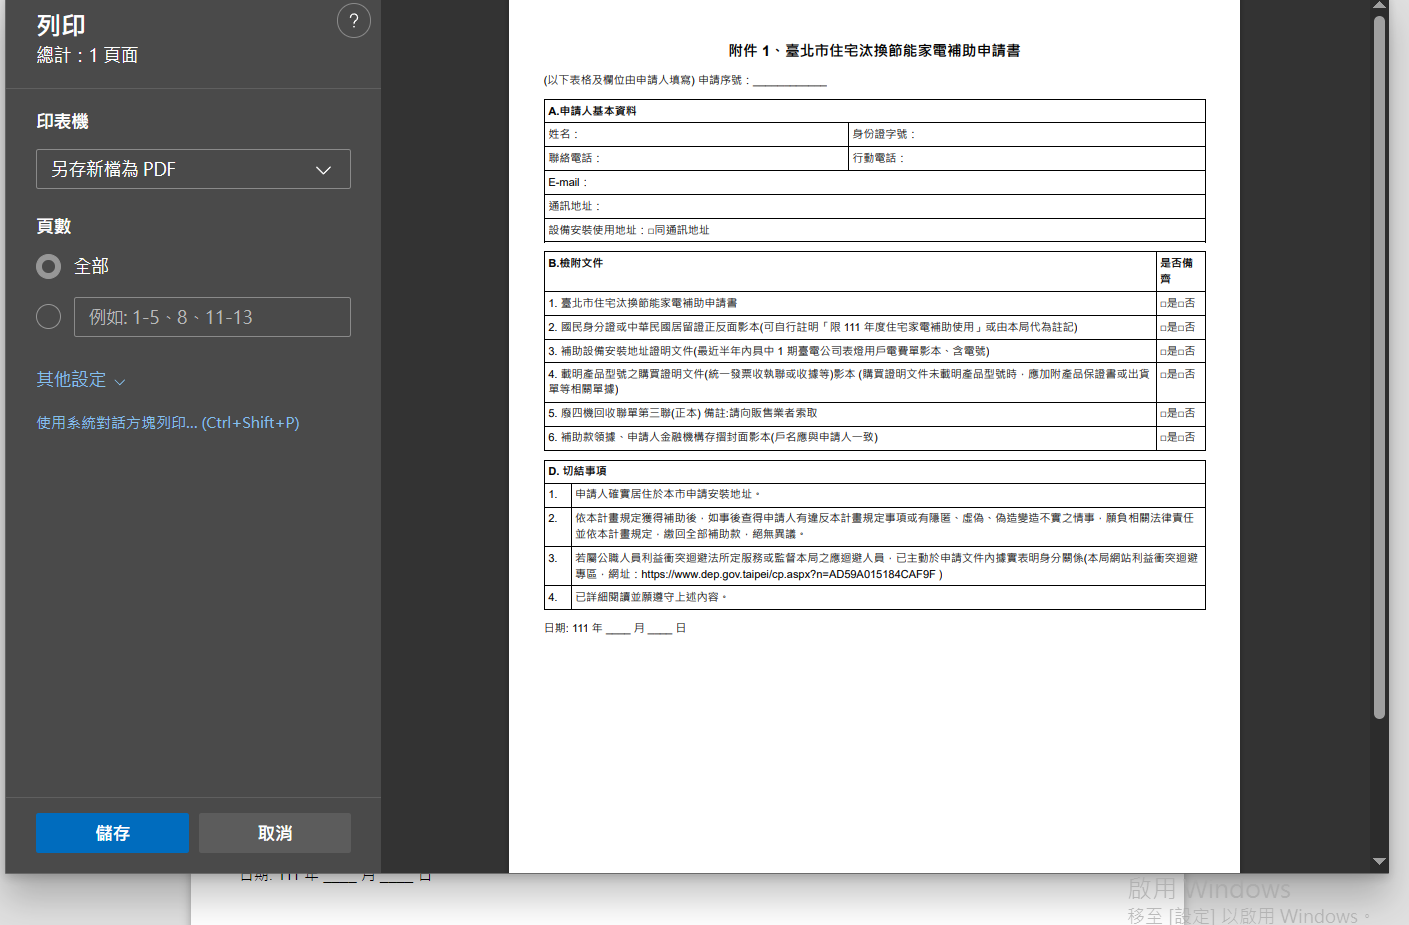 列印
總計：1 頁面
?
印表機
另存新檔為 PDF
頁數
全部
例如: 1-5、8、11-13
其他設定
使用系統對話方塊列印... (Ctrl+Shift+P)
儲存
取消
附件 1、臺北市住宅汰換節能家電補助申請書
(以下表格及欄位由申請人填寫) 申請序號：____________
A.申請人基本資料
姓名： 身份證字號：
聯絡電話： 行動電話：
E-mail：
通訊地址：
設備安裝使用地址：□同通訊地址
B.檢附文件 是否備
齊
1. 臺北市住宅汰換節能家電補助申請書 □是□否
2. 國民身分證或中華民國居留證正反面影本(可自行註明「限 111 年度住宅家電補助使用」或由本局代為註記) □是□否
3. 補助設備安裝地址證明文件(最近半年內具中 1 期臺電公司表燈用戶電費單影本、含電號) □是□否
4. 載明產品型號之購買證明文件(統一發票收執聯或收據等)影本 (購買證明文件未載明產品型號時，應加附產品保證書或出貨 □是□否
單等相關單據)
5. 廢四機回收聯單第三聯(正本) 備註:請向販售業者索取 □是□否
6. 補助款領據、申請人金融機構存摺封面影本(戶名應與申請人一致) □是□否
D. 切結事項
1. 申請人確實居住於本市申請安裝地址。
2. 依本計畫規定獲得補助後，如事後查得申請人有違反本計畫規定事項或有隱匿、虛偽、偽造變造不實之情事，願負相關法律責任
並依本計畫規定，繳回全部補助款，絕無異議。
3. 若屬公職人員利益衝突迴避法所定服務或監督本局之應迴避人員，已主動於申請文件內據實表明身分關係(本局網站利益衝突迴避
專區，網址：https://www.dep.gov.taipei/cp.aspx?n=AD59A015184CAF9F )
4. 已詳細閱讀並願遵守上述內容。
日期: 111 年 ____ 月 ____ 日
日期: 111 年 ____ 月 ____ 日
啟用 Windows
移至 [設定] 以啟用 Windows。